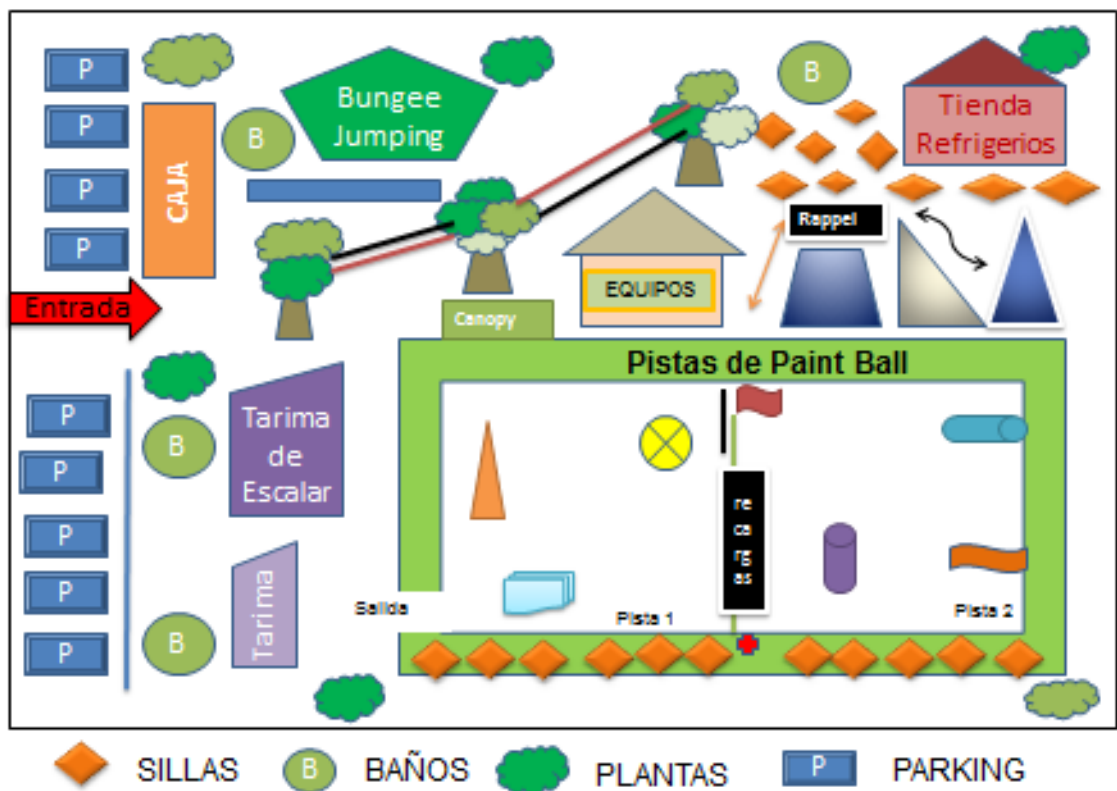 P
P
P
P
CAJA
B
Bungee
Jumping
B
Tienda
Refrigerios
Rappel
EQUIPOS
Entrada
Canopy
Pistas de Paint Ball
P
P
P
P
P
B
B
Tarima
de
Escalar
Tarima
re
ca
rg
as
Salida
Pista 1
Pista 2
SILLAS
B
BAÑOS
PLANTAS
P
PARKING